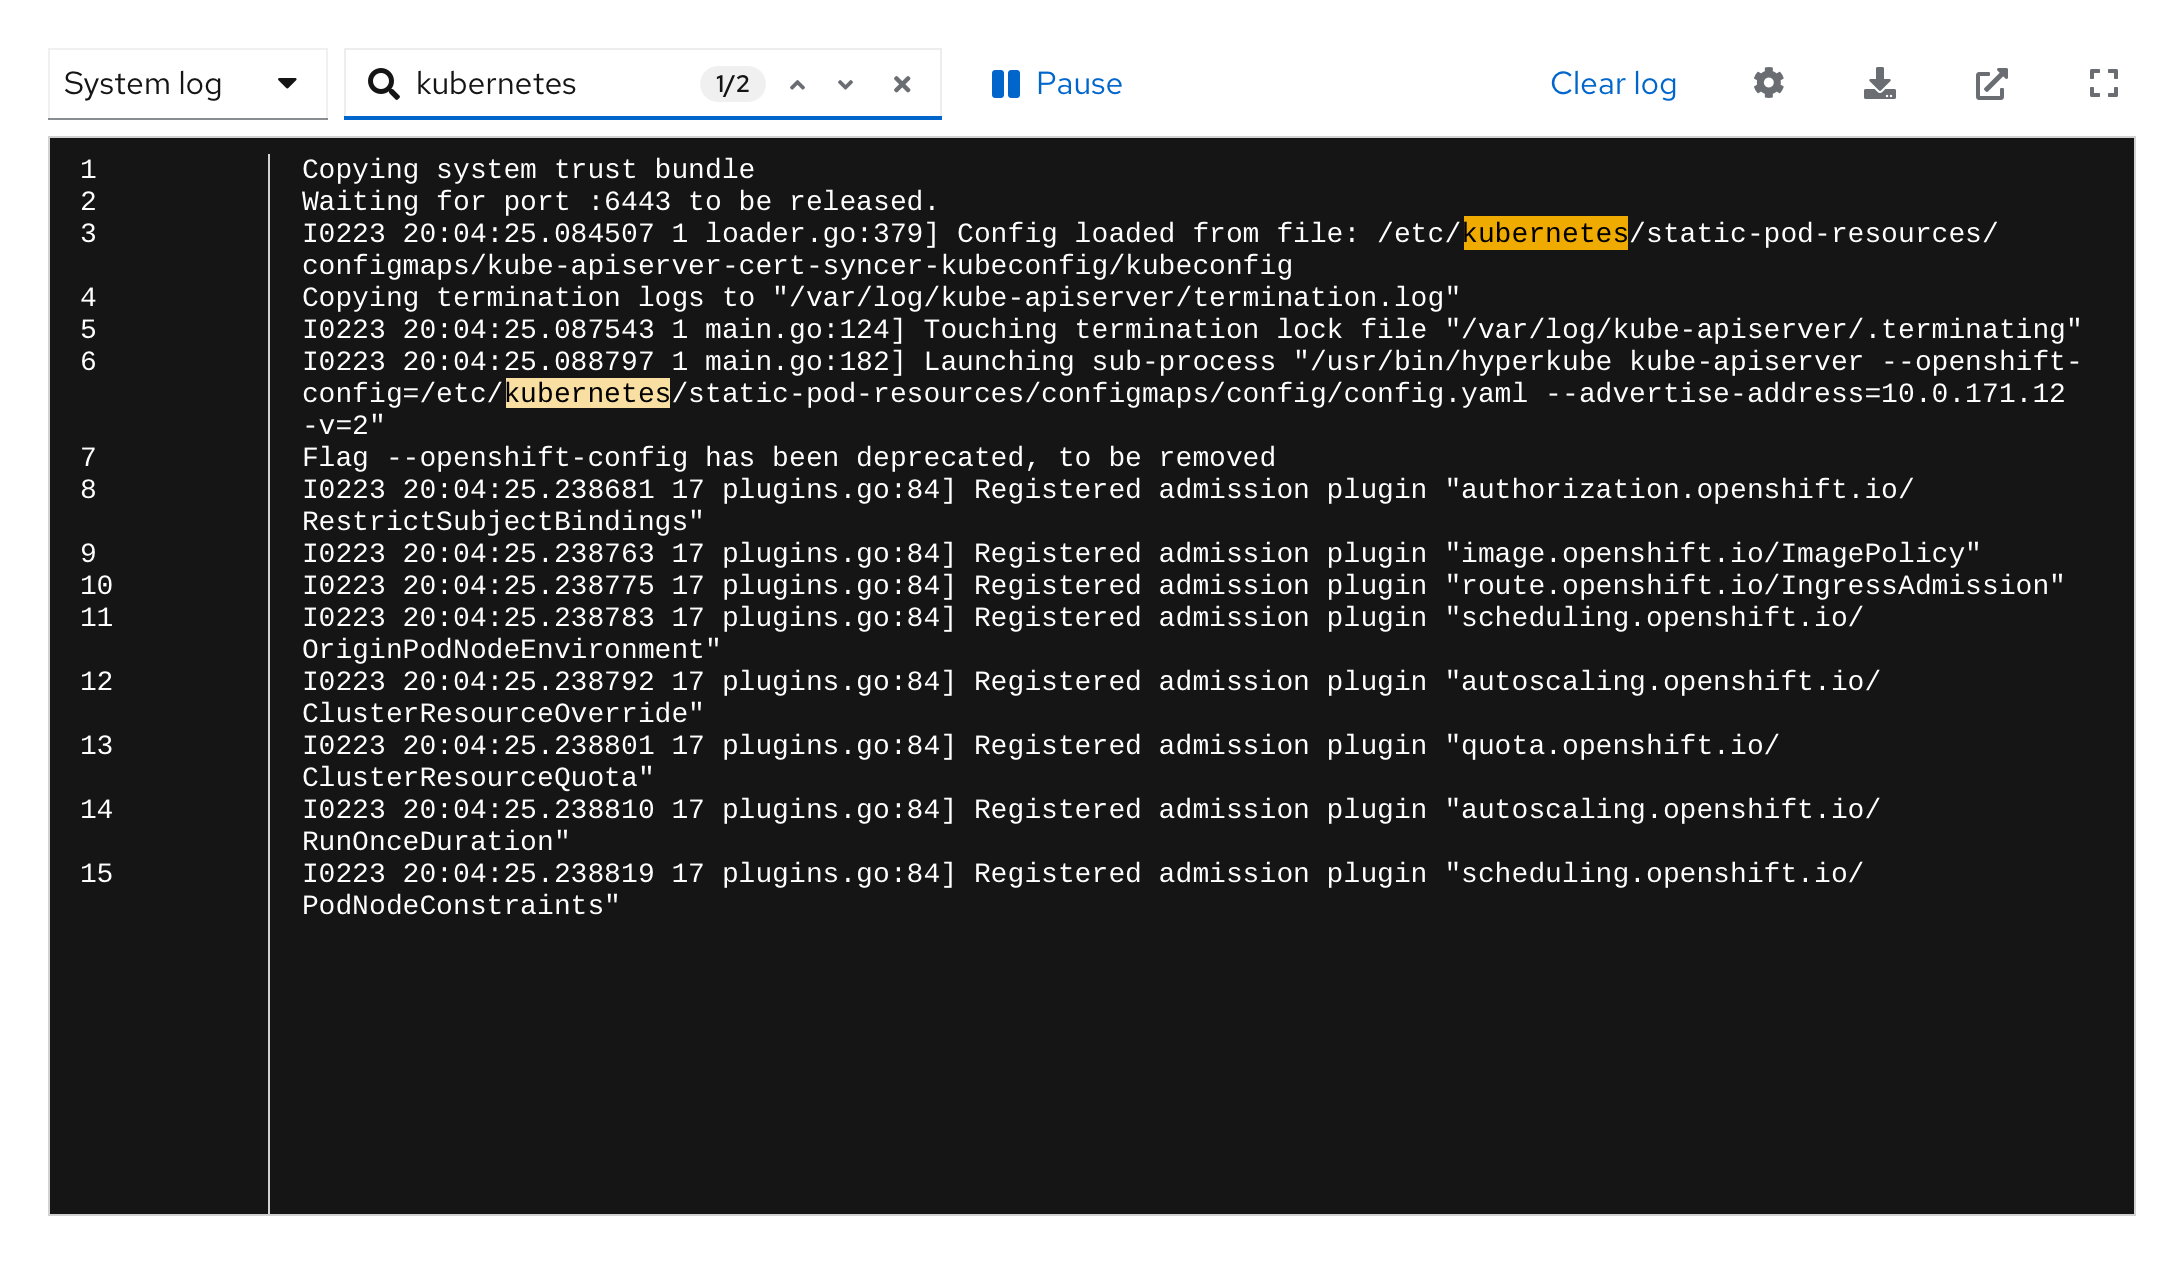 System log kubernetes 1/2 Pause Clear log
1 Copying system trust bundle
2 Waiting for port :6443 to be released.
3 I0223 20:04:25.084507 1 loader.go:379] Config loaded from file: /etc/kubernetes/static-pod-resources/
configmaps/kube-apiserver-cert-syncer-kubeconfig/kubeconfig
4 Copying termination logs to "/var/log/kube-apiserver/termination.log"
5 I0223 20:04:25.087543 1 main.go:124] Touching termination lock file "/var/log/kube-apiserver/.terminating"
6 I0223 20:04:25.088797 1 main.go:182] Launching sub-process "/usr/bin/hyperkube kube-apiserver --openshift-
config=/etc/kubernetes/static-pod-resources/configmaps/config/config.yaml --advertise-address=10.0.171.12
-v=2"
7 Flag --openshift-config has been deprecated, to be removed
8 I0223 20:04:25.238681 17 plugins.go:84] Registered admission plugin "authorization.openshift.io/
RestrictSubjectBindings"
9 I0223 20:04:25.238763 17 plugins.go:84] Registered admission plugin "image.openshift.io/ImagePolicy"
10 I0223 20:04:25.238775 17 plugins.go:84] Registered admission plugin "route.openshift.io/IngressAdmission"
11 I0223 20:04:25.238783 17 plugins.go:84] Registered admission plugin "scheduling.openshift.io/
OriginPodNodeEnvironment"
12 I0223 20:04:25.238792 17 plugins.go:84] Registered admission plugin "autoscaling.openshift.io/
ClusterResourceOverride"
13 I0223 20:04:25.238801 17 plugins.go:84] Registered admission plugin "quota.openshift.io/
ClusterResourceQuota"
14 I0223 20:04:25.238810 17 plugins.go:84] Registered admission plugin "autoscaling.openshift.io/
RunOnceDuration"
15 I0223 20:04:25.238819 17 plugins.go:84] Registered admission plugin "scheduling.openshift.io/
PodNodeConstraints"